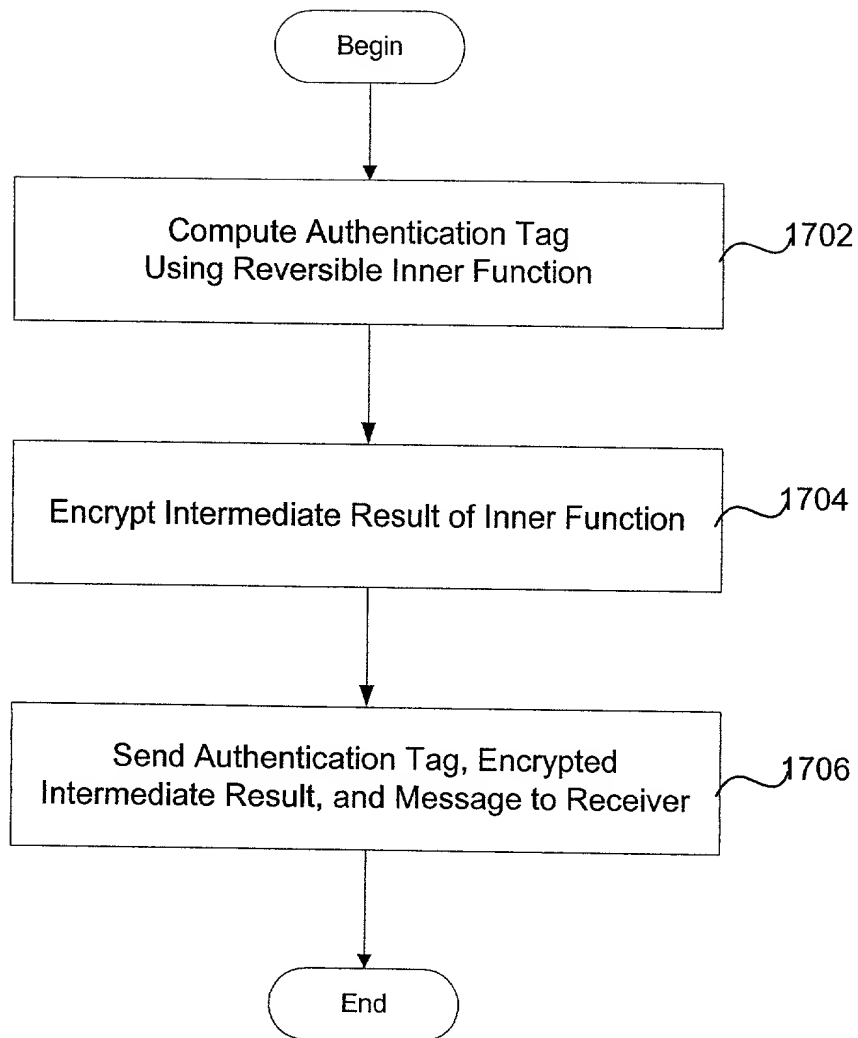 Begin
Compute Authentication Tag
Using Reversible Inner Function
1702
Encrypt Intermediate Result of Inner Function
1704
Send Authentication Tag, Encrypted
Intermediate Result, and Message to Receiver
1706
End